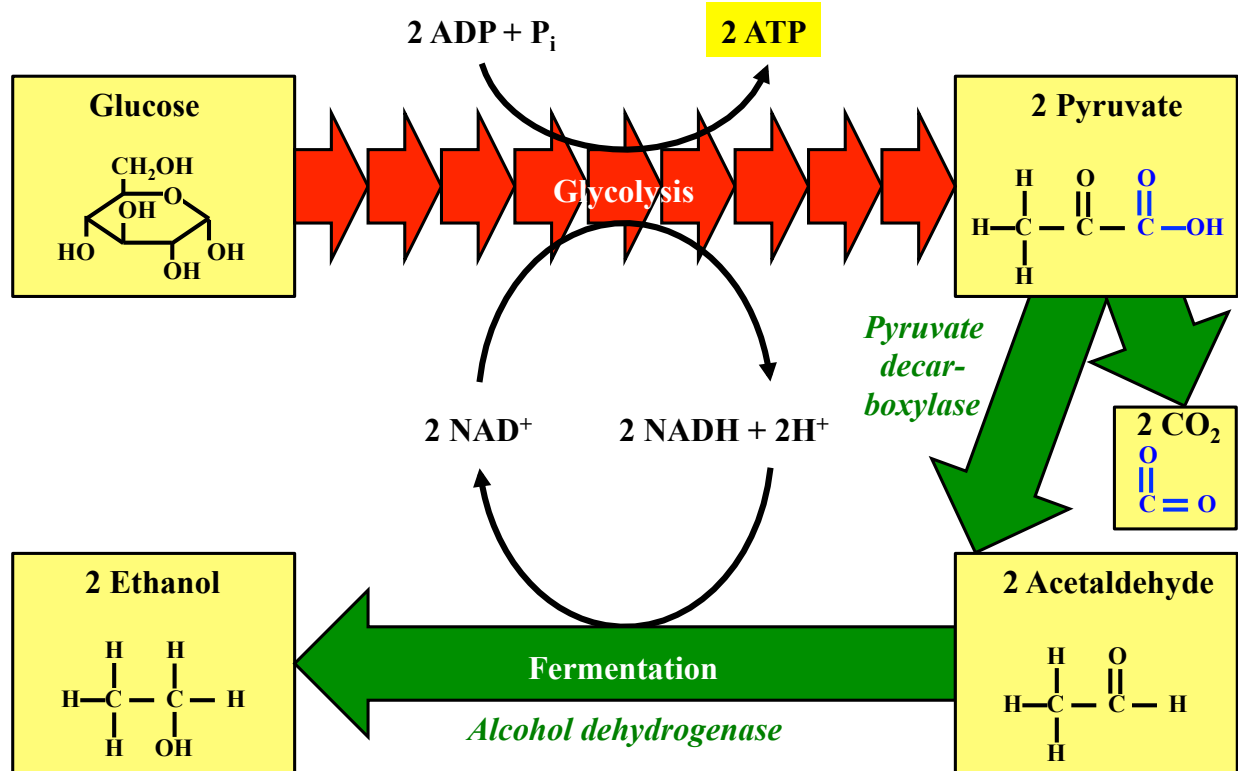 2 ADP + Pi
2 ATP
Glucose
CH2OH
O
OH
HO
OH
OH
Glycolysis
2 Pyruvate
H O O
H C C C OH
H
Pyruvate
decar-
boxylase
2 NAD+
2 NADH + 2H+
2 CO2
O
C O
2 Ethanol
H H
H C C H
H OH
Fermentation
Alcohol dehydrogenase
2 Acetaldehyde
H O
H C C H
H